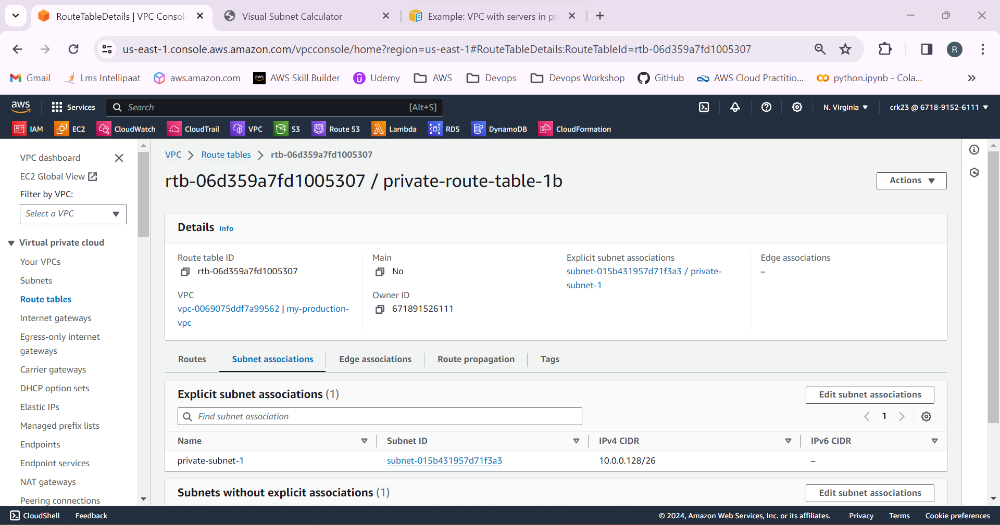 RouteTableDetails | VPC Conso
Visual Subnet Calculator
Example: VPC with servers in pri
us-east-1.console.aws.amazon.com/vpcconsole/home?region=us-east-1#RouteTableDetails:RouteTableId=rtb-06d359a7fd1005307
R
Gmail
Lms Intellipaat
aws.amazon.com
aws
AWS Skill Builder
Udemy
AWS
Devops
Devops Workshop
GitHub
AWS Cloud Practitio...
python.ipynb - Cola...
aws
Services
Search
[Alt+S]
N. Virginia
crk23 @ 6718-9152-6111
IAM
EC2
CloudWatch
CloudTrail
VPC
S3
Route 53
Lambda
RDS
DynamoDB
CloudFormation
VPC dashboard
EC2 Global View
Filter by VPC:
Select a VPC
Virtual private cloud
Your VPCs
Subnets
Route tables
Internet gateways
Egress-only internet
gateways
Carrier gateways
DHCP option sets
Elastic IPs
Managed prefix lists
Endpoints
Endpoint services
NAT gateways
Peering connections
VPC
Route tables
rtb-06d359a7fd1005307
rtb-06d359a7fd1005307 / private-route-table-1b
Actions
Details Info
Route table ID
rtb-06d359a7fd1005307
VPC
vpc-0069075ddf7a99562 | my-production-
vpc
Main
No
Owner ID
671891526111
Explicit subnet associations
subnet-015b431957d71f3a3 / private-
subnet-1
Edge associations
–
Routes
Subnet associations
Edge associations
Route propagation
Tags
Explicit subnet associations (1)
Edit subnet associations
Find subnet association
1
Name
Subnet ID
IPv4 CIDR
IPv6 CIDR
private-subnet-1
subnet-015b431957d71f3a3
10.0.0.128/26
–
Subnets without explicit associations (1)
Edit subnet associations
CloudShell
Feedback
© 2024, Amazon Web Services, Inc. or its affiliates.
Privacy
Terms
Cookie preferences